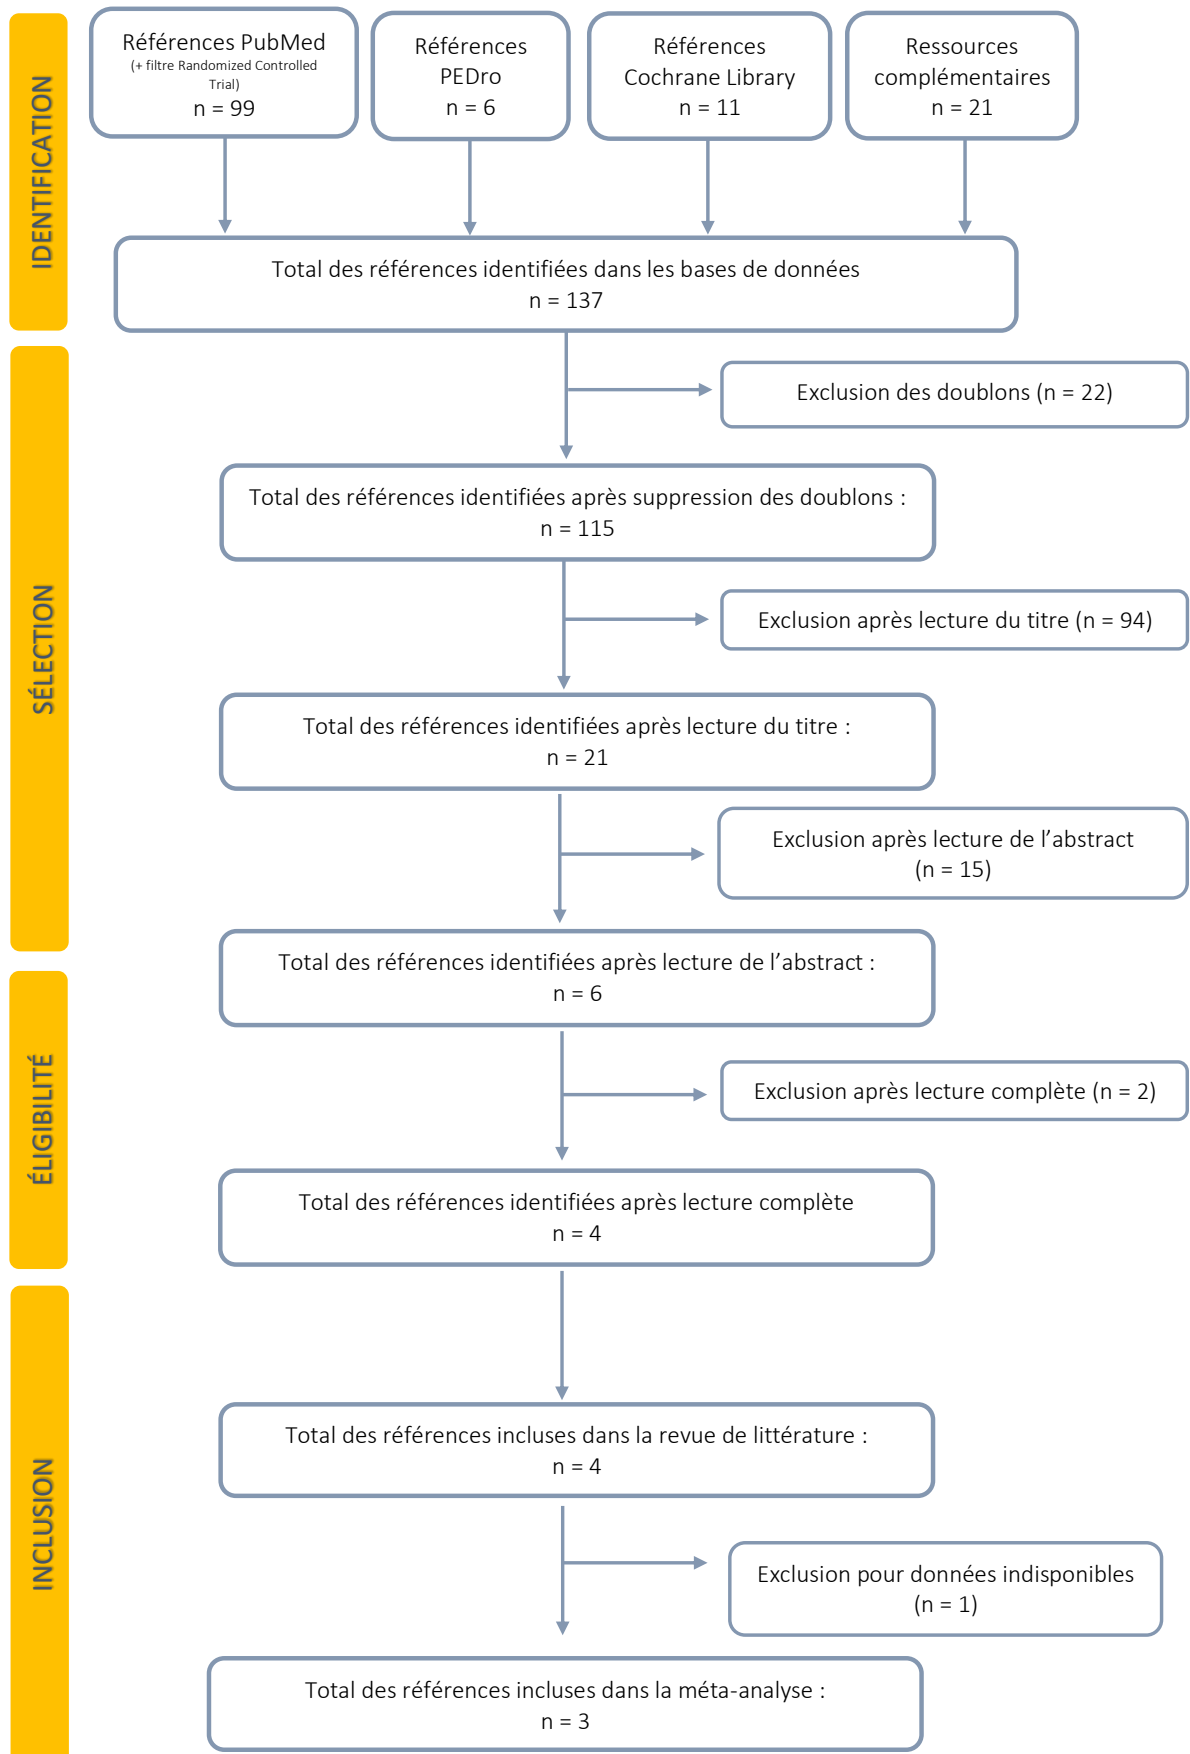 IDENTIFICATION
Références PubMed
(+ filtre Randomized Controlled
Trial)
n = 99
Références
PEDro
n = 6
Références
Cochrane Library
n = 11
Ressources
complémentaires
n = 21
Total des références identifiées dans les bases de données
n = 137
SÉLECTION
Exclusion des doublons (n = 22)
Total des références identifiées après suppression des doublons :
n = 115
Exclusion après lecture du titre (n = 94)
Total des références identifiées après lecture du titre :
n = 21
Exclusion après lecture de l’abstract
(n = 15)
Total des références identifiées après lecture de l’abstract :
n = 6
ÉLIGIBILITÉ
Exclusion après lecture complète (n = 2)
Total des références identifiées après lecture complète
n = 4
INCLUSION
Total des références incluses dans la revue de littérature :
n = 4
Exclusion pour données indisponibles
(n = 1)
Total des références incluses dans la méta-analyse :
n = 3